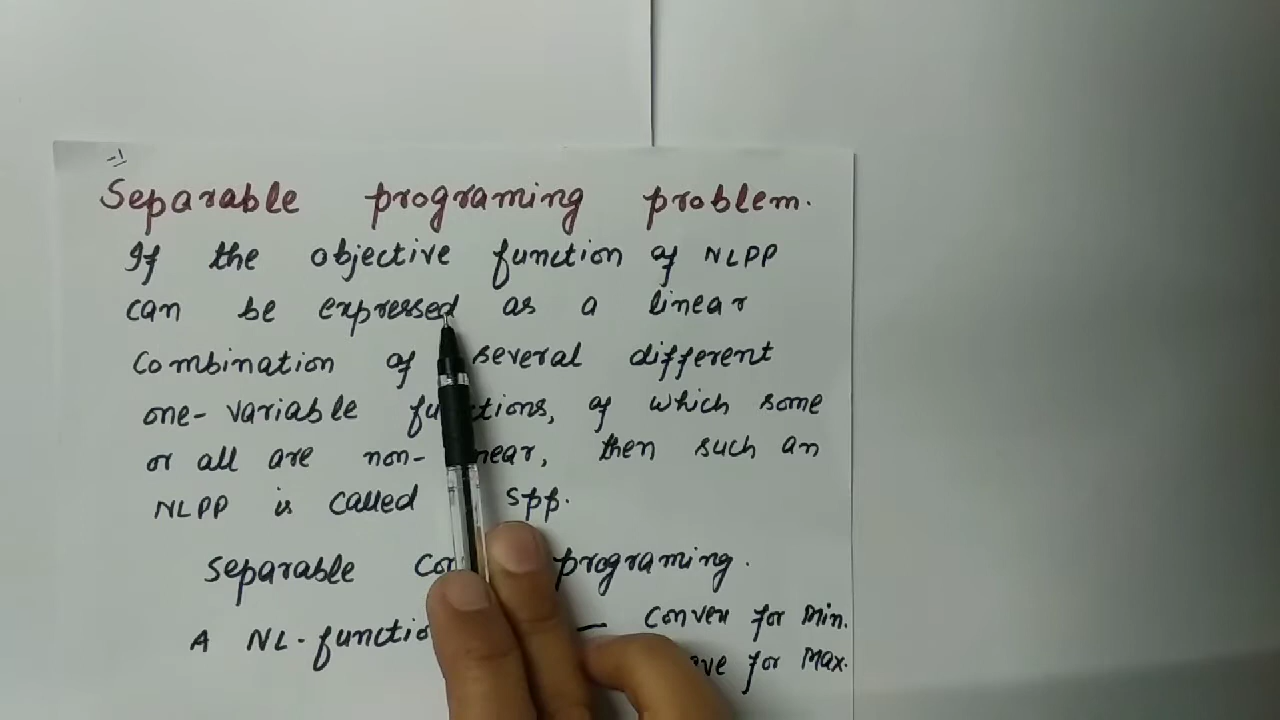 Separable programing problem.
If the objective function of NLPP
can be expressed as a linear
Combination of several different
one-variable functions, of which some
or all are non-linear, then such an
NLPP is called Spp.
Separable programing.
A NL-function — Convex for Min.
for Max.